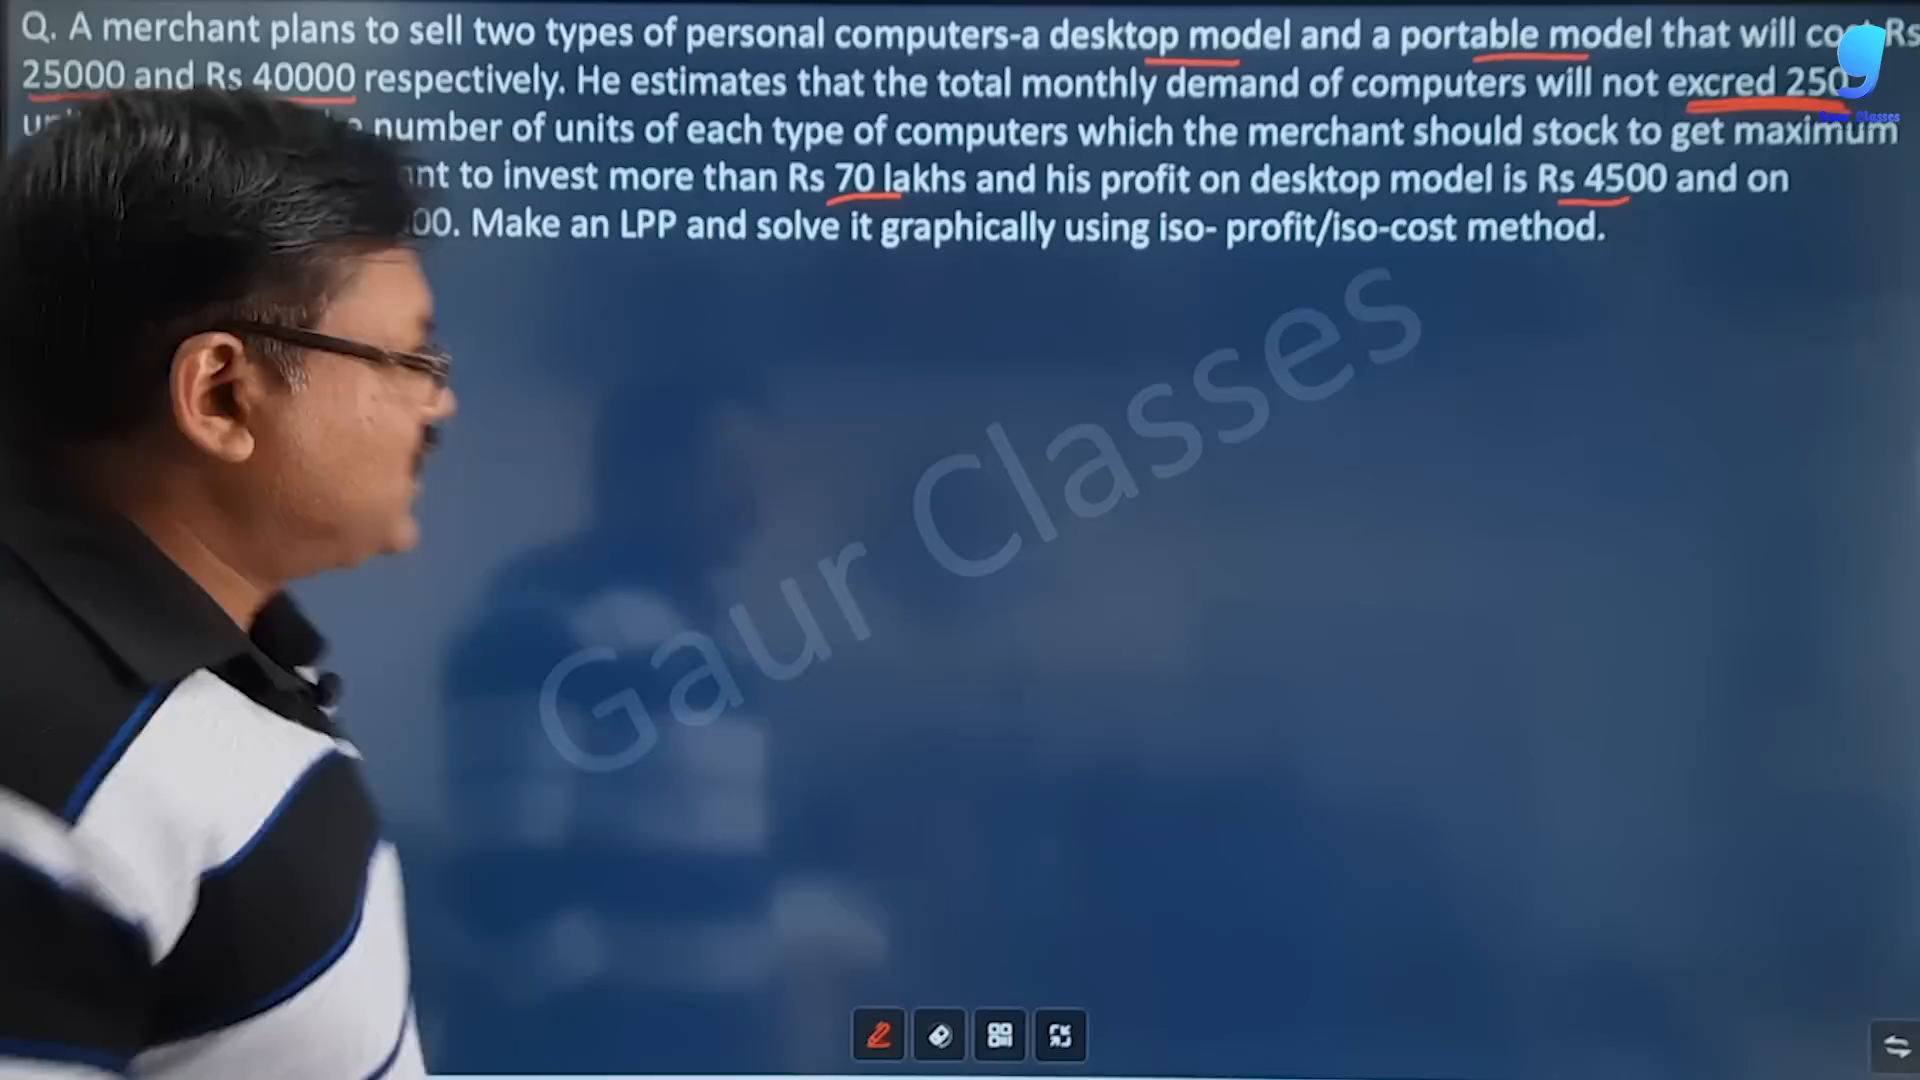 Q. A merchant plans to sell two types of personal computers-a desktop model and a portable model that will Rs
25000 and Rs 40000 respectively. He estimates that the total monthly demand of computers will not excred 250
number of units of each type of computers which the merchant should stock to get maximum
to invest more than Rs 70 lakhs and his profit on desktop model is Rs 4500 and on
00. Make an LPP and solve it graphically using iso- profit/iso-cost method.
Gaur Classes